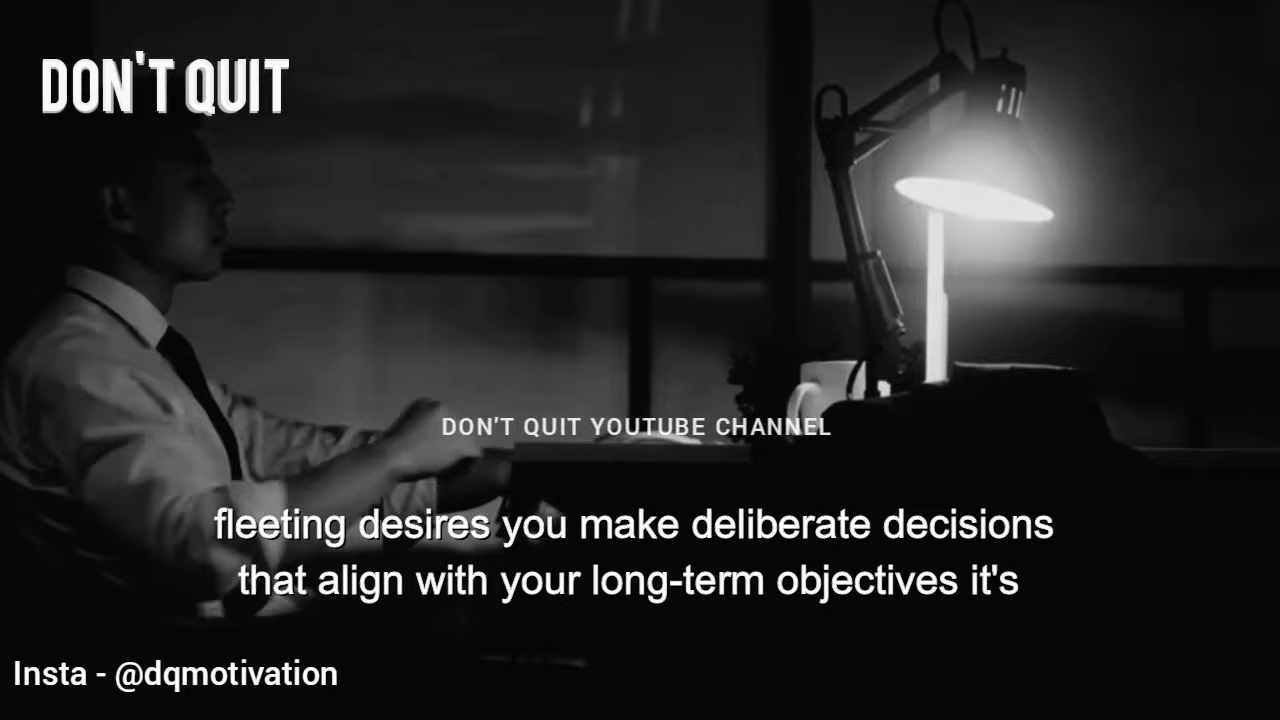 DON'T QUIT
DON'T QUIT YOUTUBE CHANNEL
fleeting desires you make deliberate decisions
that align with your long-term objectives it's
Insta - @dqmotivation